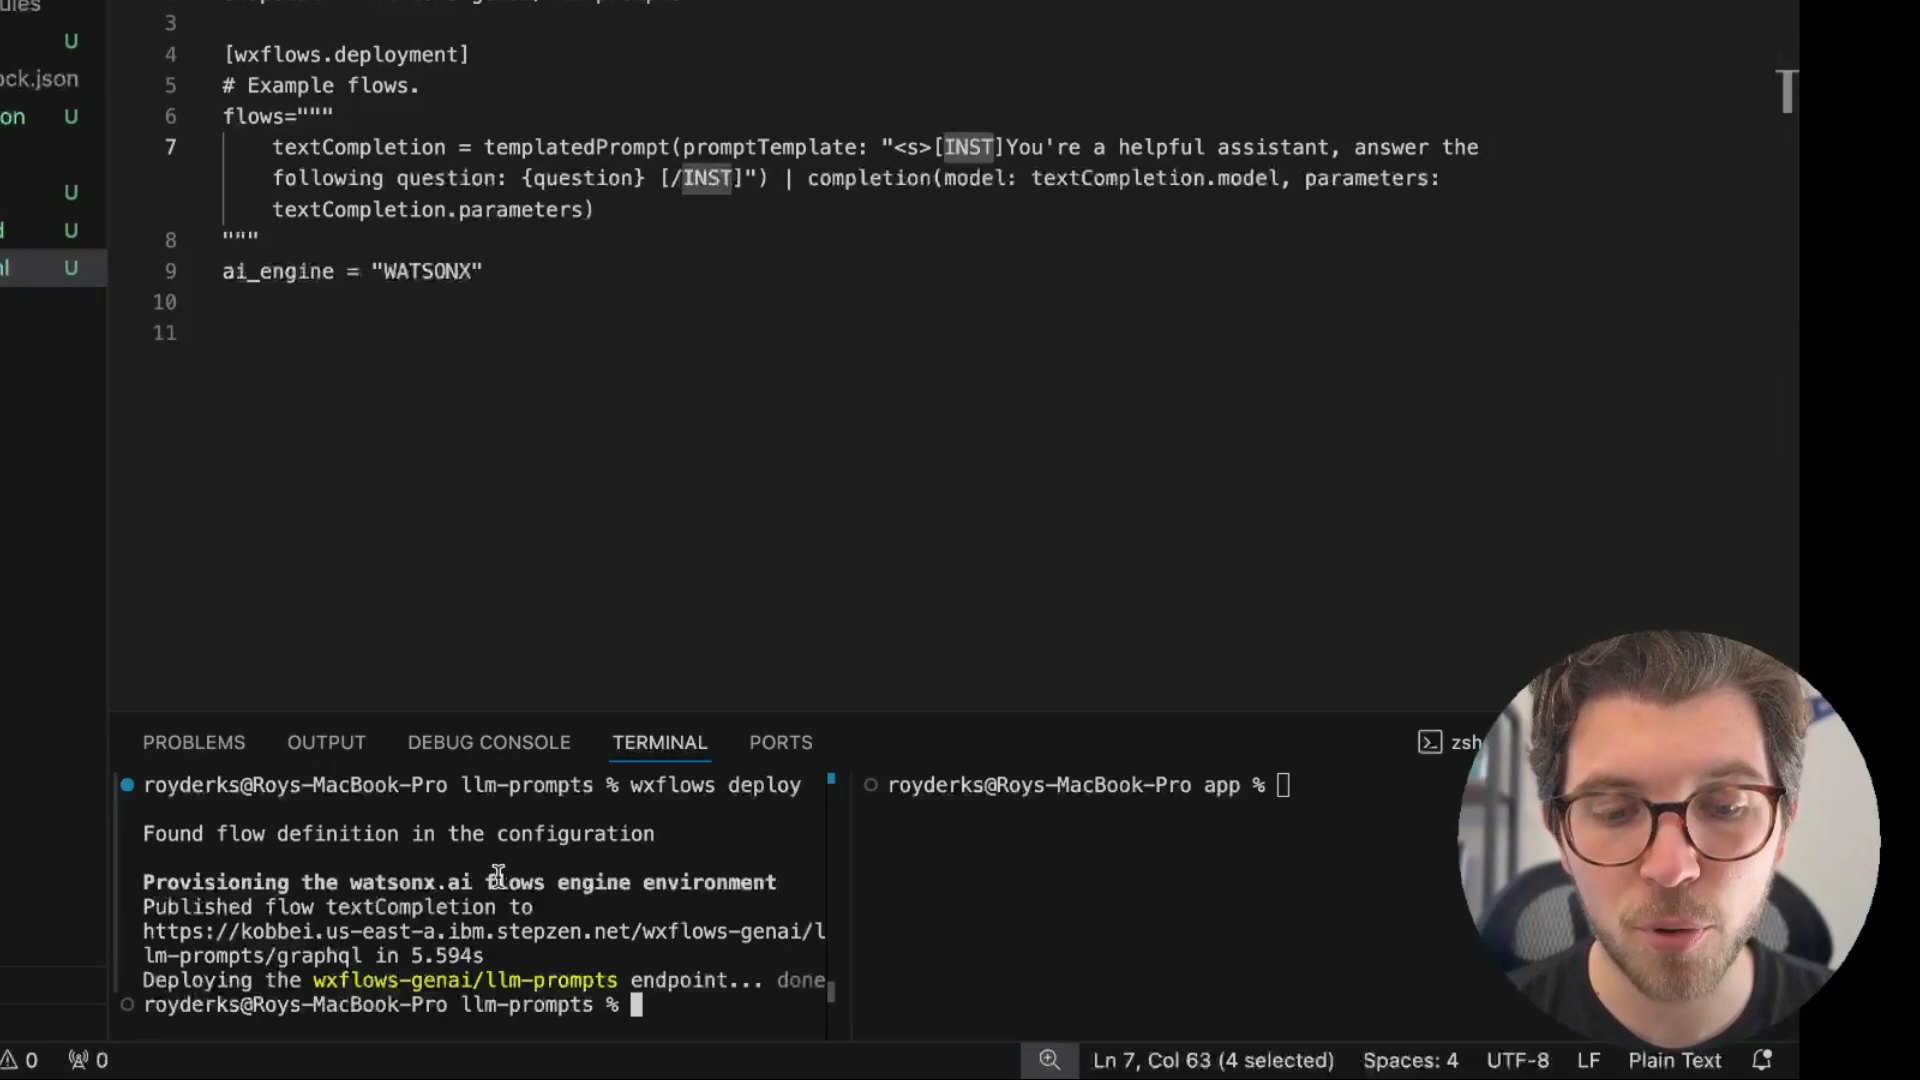 ules
3
U
4 [wxflows.deployment]
ock.json
5 # Example flows.
on U
6 flows="""
7 textCompletion = templatedPrompt(promptTemplate: "<s>[INST]You're a helpful assistant, answer the
following question: {question} [/INST]") | completion(model: textCompletion.model, parameters:
U
textCompletion.parameters)
d U
8 """
l U
9 ai_engine = "WATSONX"
10
11
PROBLEMS OUTPUT DEBUG CONSOLE TERMINAL PORTS
zsh
royderks@Roys-MacBook-Pro llm-prompts % wxflows deploy
royderks@Roys-MacBook-Pro app %
Found flow definition in the configuration
Provisioning the watsonx.ai flows engine environment
Published flow textCompletion to
https://kobbei.us-east-a.ibm.stepzen.net/wxflows-genai/l
lm-prompts/graphql in 5.594s
Deploying the wxflows-genai/llm-prompts endpoint... done
royderks@Roys-MacBook-Pro llm-prompts %
0 0
Ln 7, Col 63 (4 selected) Spaces: 4 UTF-8 LF Plain Text